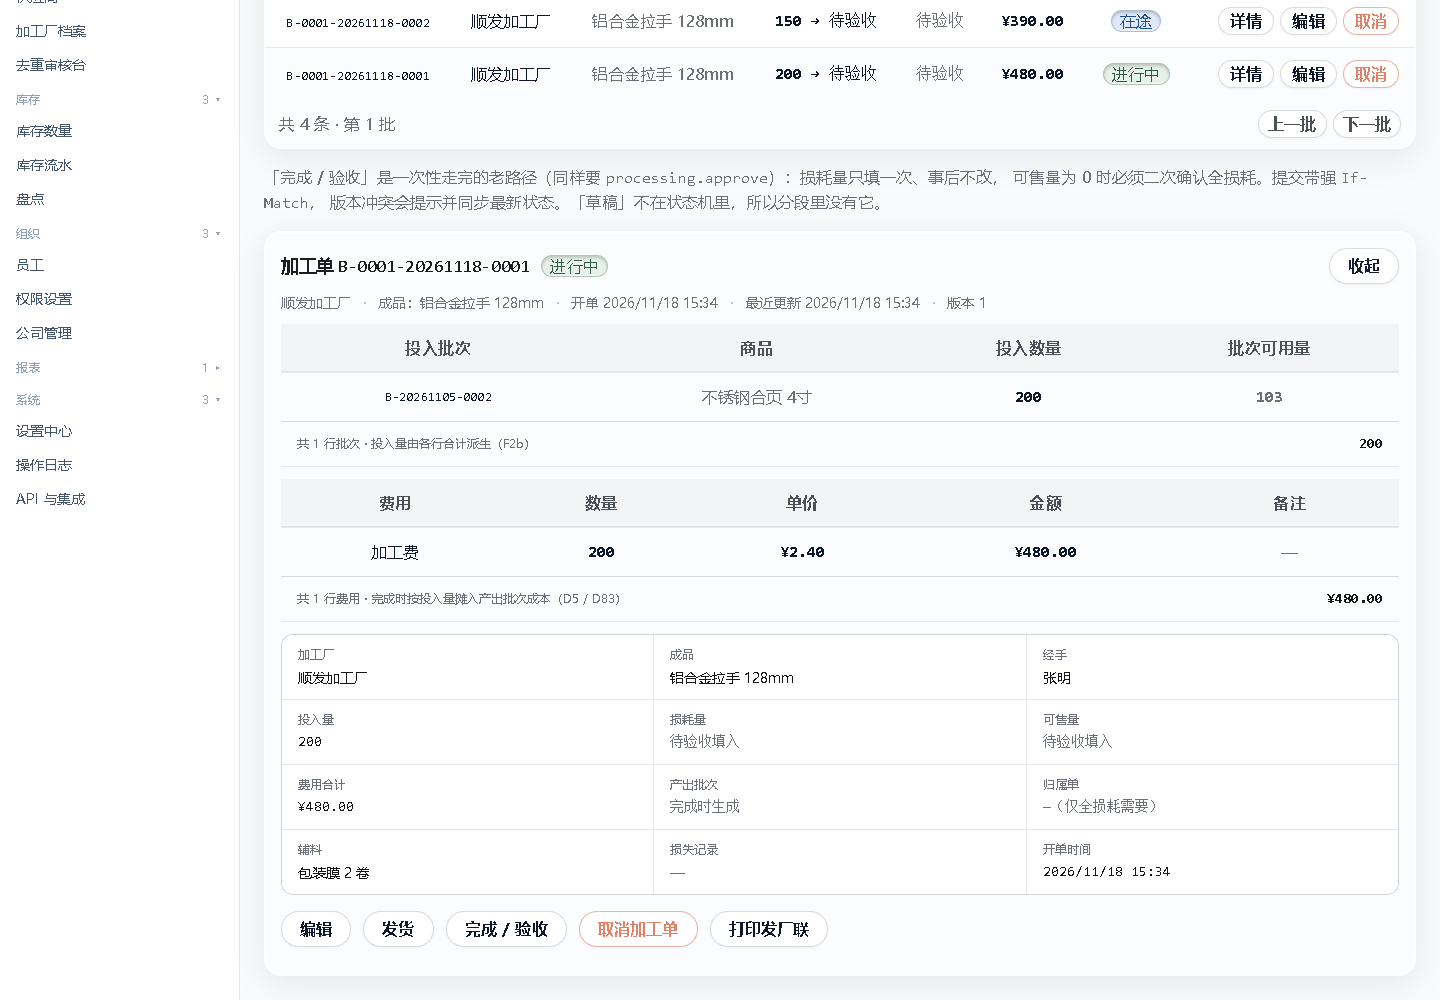 加工厂档案
去重审核台
库存 3
库存数量
库存流水
盘点
组织 3
员工
权限设置
公司管理
报表 1
系统 3
设置中心
操作日志
API 与集成
B-0001-20261118-0002 顺发加工厂 铝合金拉手 128mm 150 → 待验收 待验收 ¥390.00 在途 详情 编辑 取消
B-0001-20261118-0001 顺发加工厂 铝合金拉手 128mm 200 → 待验收 待验收 ¥480.00 进行中 详情 编辑 取消
共 4 条 · 第 1 批 上一批 下一批
「完成 / 验收」是一次性走完的老路径（同样要 processing.approve）：损耗量只填一次、事后不改， 可售量为 0 时必须二次确认全损耗。提交带强 If-
Match， 版本冲突会提示并同步最新状态。「草稿」不在状态机里，所以分段里没有它。
加工单 B-0001-20261118-0001 进行中 收起
顺发加工厂 · 成品：铝合金拉手 128mm · 开单 2026/11/18 15:34 · 最近更新 2026/11/18 15:34 · 版本 1
投入批次 商品 投入数量 批次可用量
B-20261105-0002 不锈钢合页 4寸 200 103
共 1 行批次 · 投入量由各行合计派生（F2b） 200
费用 数量 单价 金额 备注
加工费 200 ¥2.40 ¥480.00 —
共 1 行费用 · 完成时按投入量摊入产出批次成本（D5 / D83） ¥480.00
加工厂 成品 经手
顺发加工厂 铝合金拉手 128mm 张明
投入量 损耗量 可售量
200 待验收填入 待验收填入
费用合计 产出批次 归属单
¥480.00 完成时生成 —（仅全损耗需要）
辅料 损失记录 开单时间
包装膜 2 卷 — 2026/11/18 15:34
编辑 发货 完成 / 验收 取消加工单 打印发厂联